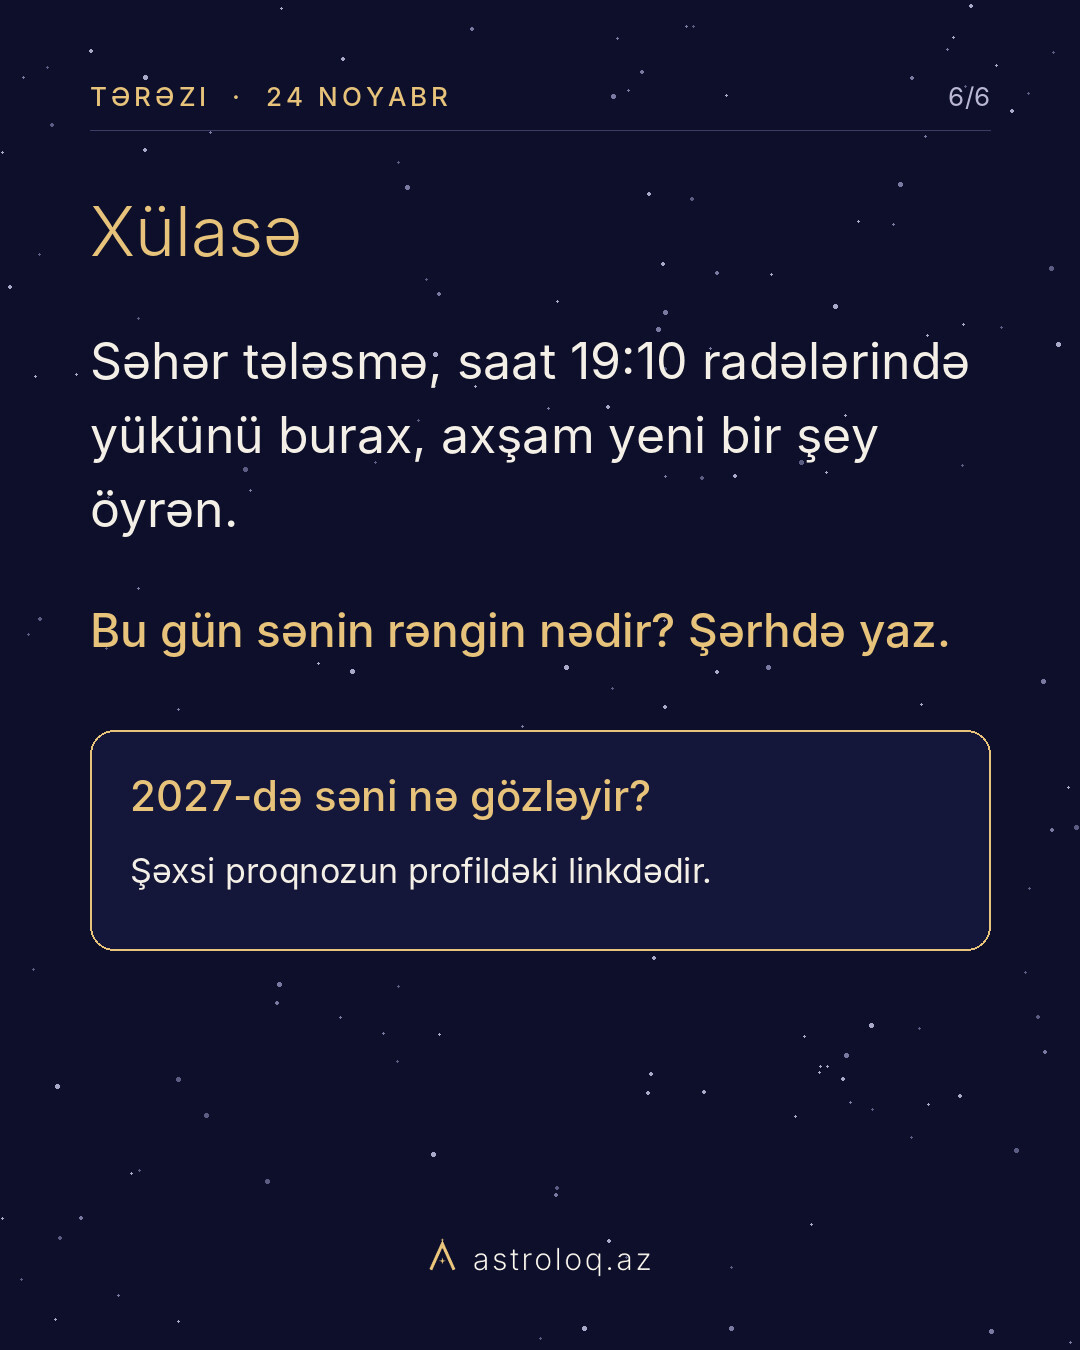 TƏRƏZI · 24 NOYABR
6/6
Xülasə
Səhər tələsmə, saat 19:10 radələrində
yükünü burax, axşam yeni bir şey
öyrən.
Bu gün sənin rəngin nədir? Şərhdə yaz.
2027-də səni nə gözləyir?
Şəxsi proqnozun profildəki linkdədir.
astroloq.az